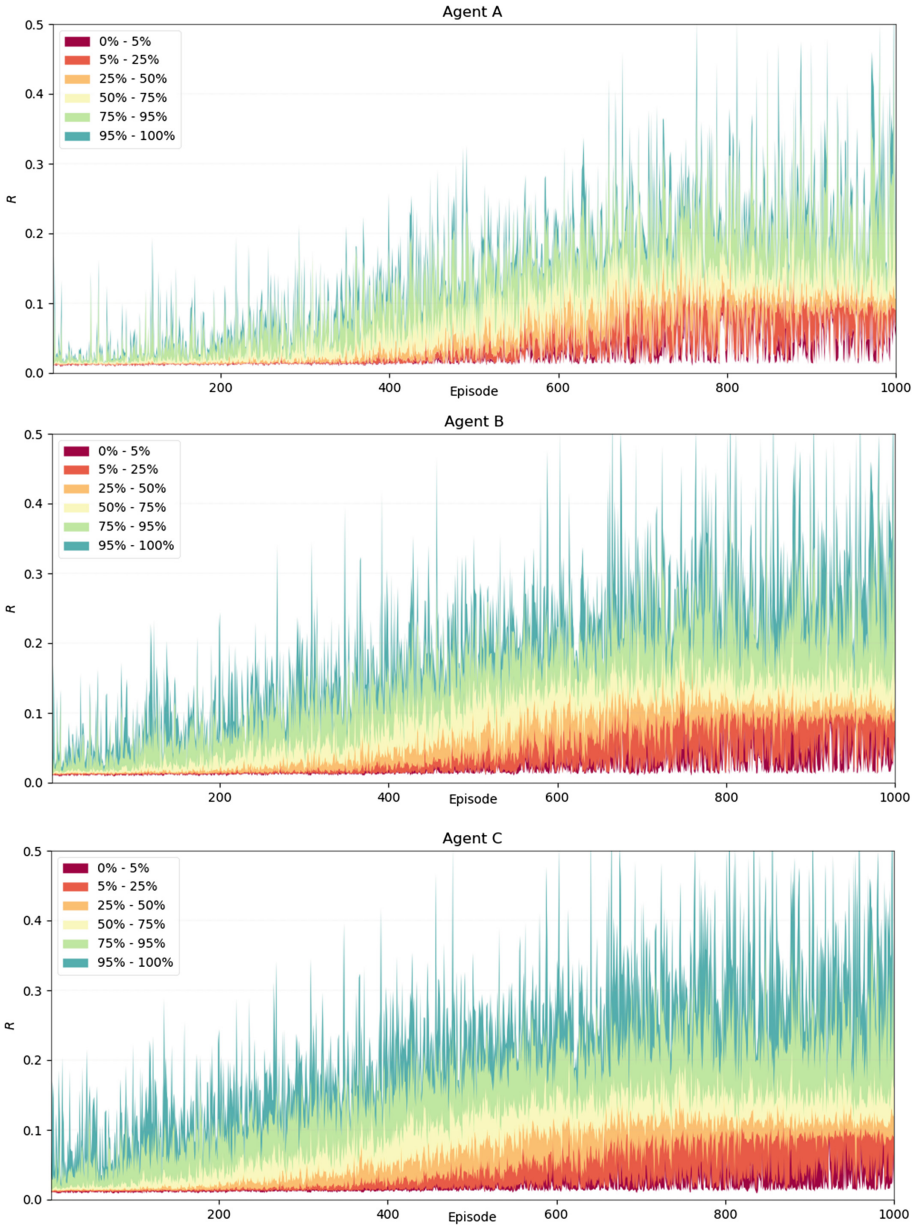 Agent A
0.5
0.4
0.3
0.2
0.1
0.0
R
0% - 5%
5% - 25%
25% - 50%
50% - 75%
75% - 95%
95% - 100%
200
400
600
800
1000
Episode
Agent B
0.5
0.4
0.3
0.2
0.1
0.0
R
0% - 5%
5% - 25%
25% - 50%
50% - 75%
75% - 95%
95% - 100%
200
400
600
800
1000
Episode
Agent C
0.5
0.4
0.3
0.2
0.1
0.0
R
0% - 5%
5% - 25%
25% - 50%
50% - 75%
75% - 95%
95% - 100%
200
400
600
800
1000
Episode